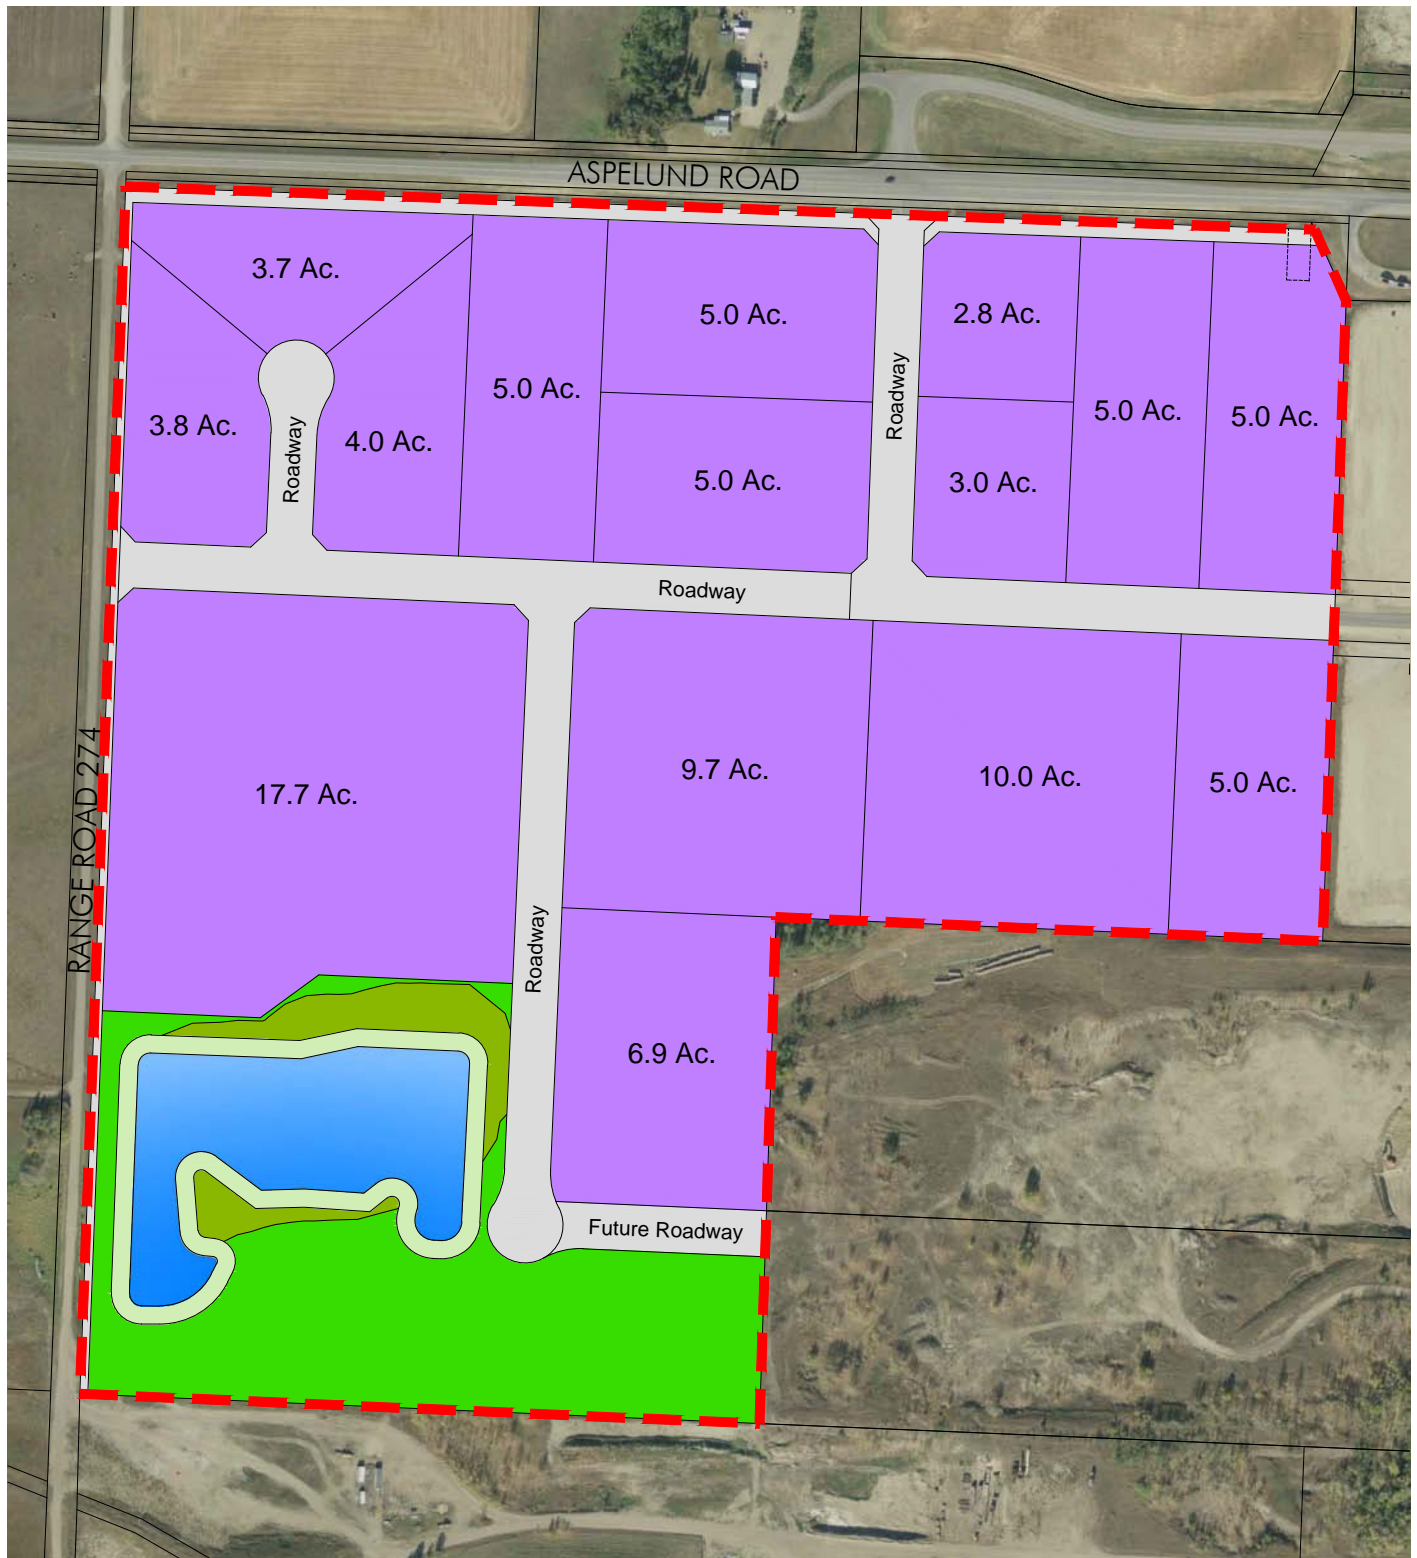 ASPELUND ROAD
3.7 Ac.
5.0 Ac.
2.8 Ac.
5.0 Ac.
Roadway
5.0 Ac.
5.0 Ac.
3.8 Ac.
4.0 Ac.
Roadway
5.0 Ac.
3.0 Ac.
Roadway
17.7 Ac.
9.7 Ac.
10.0 Ac.
5.0 Ac.
RANGE ROAD 274
Roadway
6.9 Ac.
Future Roadway